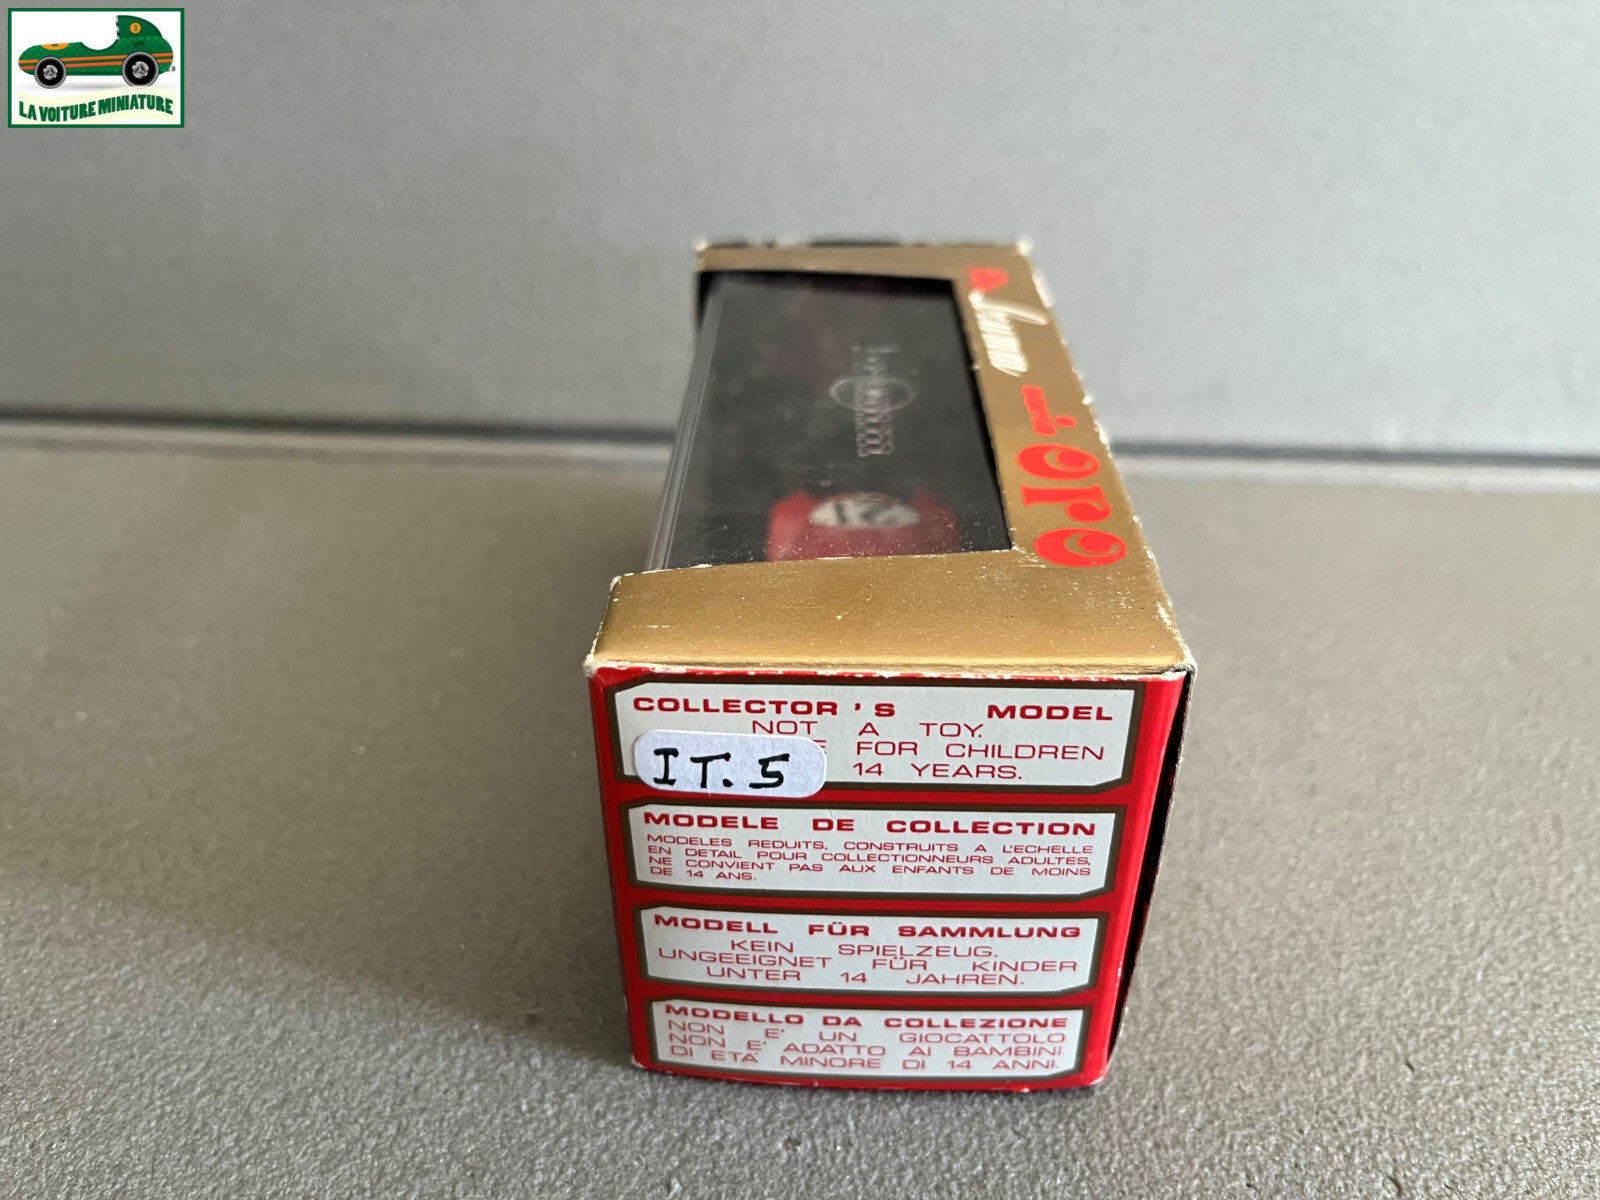 LA VOITURE MINIATURE
COLLECTOR'S MODEL
NOT A TOY.
FOR CHILDREN
14 YEARS.
IT.5
MODELE DE COLLECTION
MODELES REDUITS, CONSTRUITS A L'ECHELLE
EN DETAIL POUR COLLECTIONNEURS ADULTES.
NE CONVIENT PAS AUX ENFANTS DE MOINS
DE 14 ANS.
MODELL FÜR SAMMLUNG
KEIN SPIELZEUG.
UNGEEIGNET FÜR KINDER
UNTER 14 JAHREN.
MODELLO DA COLLEZIONE
NON E' UN GIOCATTOLO
NON E' ADATTO AI BAMBINI
DI ETA' MINORE DI 14 ANNI.